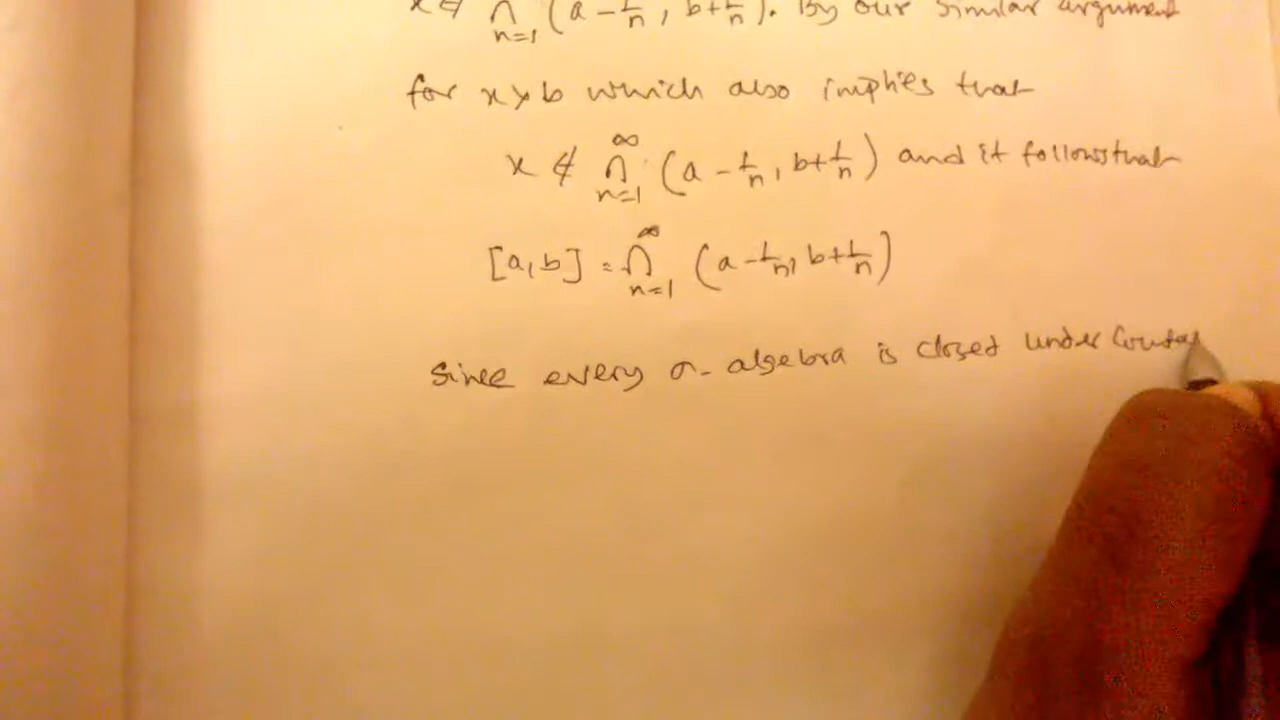 x ∉ ∩ n=1 (a - 1/n, b + 1/n). By our similar argument
for x > b which also implies that
x ∉ ∞ ∩ n=1 (a - 1/n, b + 1/n) and it follows that
[a, b] = ∞ ∩ n=1 (a - 1/n, b + 1/n)
Since every σ- algebra is closed under